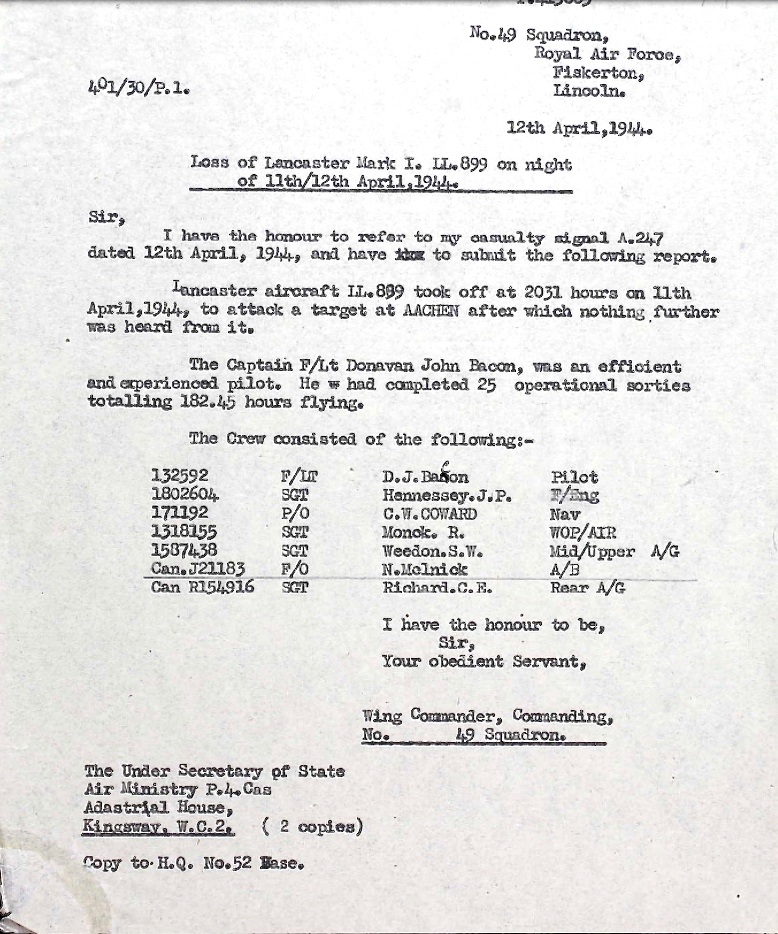 No.49 Squadron,
Royal Air Force,
Fiskerton,
Lincoln.
401/30/P.1.
12th April,1944.
Loss of Lancaster Mark I. LL.899 on night
of 11th/12th April,1944.
Sir,
I have the honour to refer to my casualty signal A.247
dated 12th April, 1944, and have to submit the following report.
Lancaster aircraft LL.899 took off at 2031 hours on 11th
April,1944, to attack a target at AACHEN after which nothing further
was heard from it.
The Captain F/Lt Donavan John Bacon, was an efficient
and experienced pilot. He w had completed 25 operational sorties
totalling 182.45 hours flying.
The Crew consisted of the following:-
132592 F/LT D.J.Bacon Pilot
1802604 SGT Hennessey.J.P. F/Eng
171192 P/O C.W.COWARD Nav
1318155 SGT Monck. R. WOP/AIR
1587438 SGT Weedon.S.W. Mid/Upper A/G
Can.J21183 F/O N.Melnick A/B
Can R154916 SGT Richard.C.E. Rear A/G
I have the honour to be,
Sir,
Your obedient Servant,
Wing Commander, Commanding,
No. 49 Squadron.
The Under Secretary of State
Air Ministry P.4.Cas
Adastrial House,
Kingsway. W.C.2. ( 2 copies)
Copy to H.Q. No.52 Base.